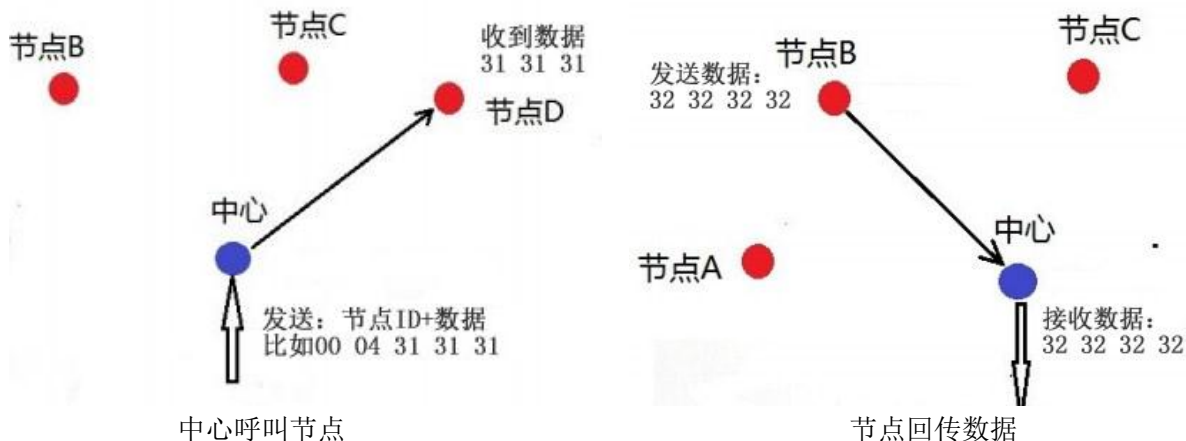 节点B
节点C
收到数据
31 31 31
节点D
中心
发送：节点ID+数据
比如00 04 31 31 31
中心呼叫节点
节点C
节点B
发送数据：
32 32 32 32
中心
节点A
接收数据：
32 32 32 32
节点回传数据